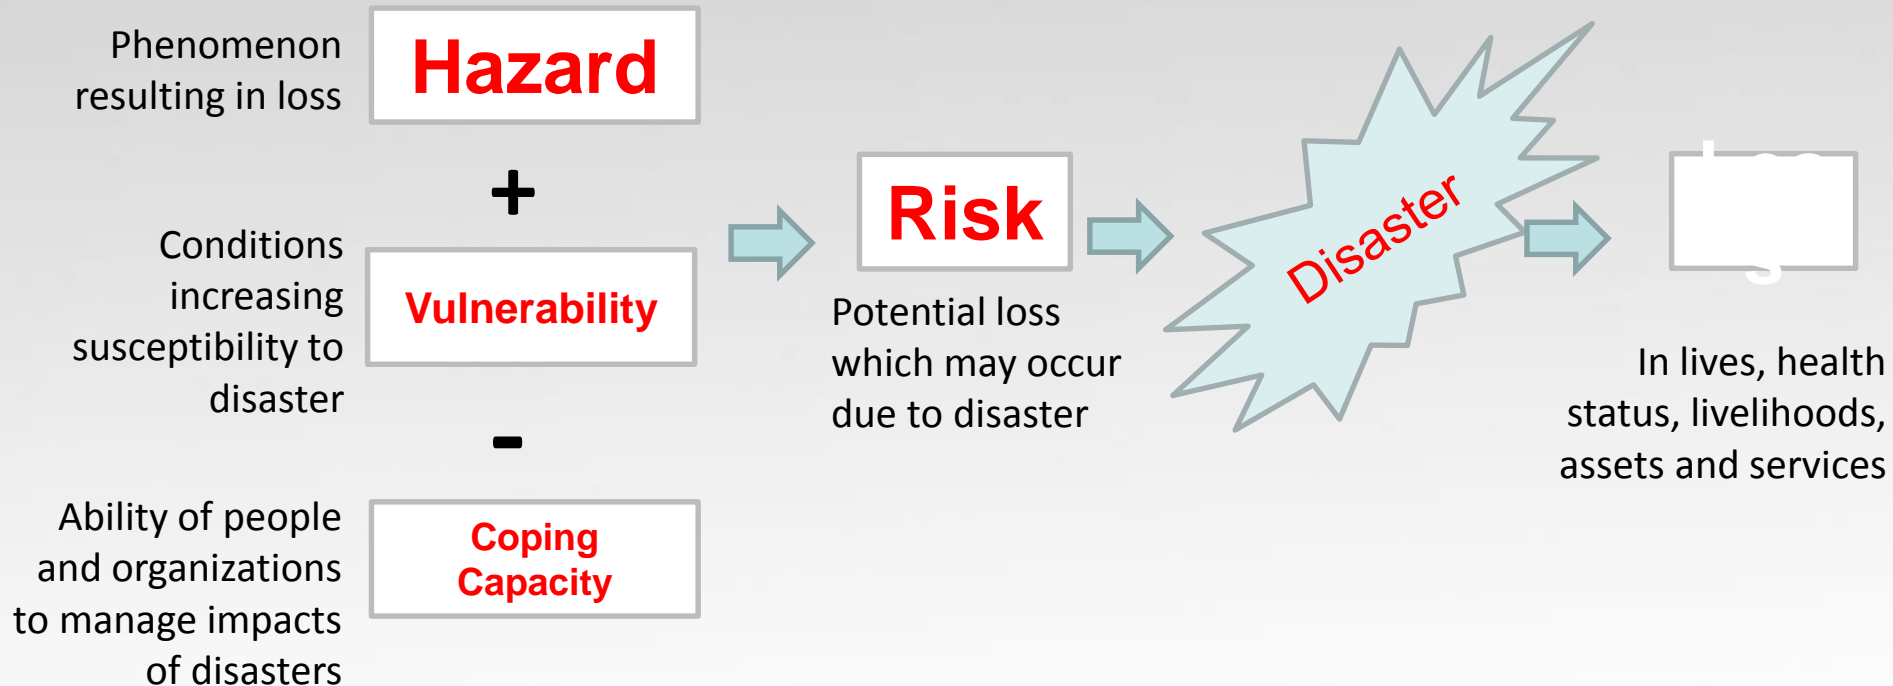 Phenomenon
resulting in loss
Hazard
+
Conditions
increasing
susceptibility to
disaster
Vulnerability
-
Ability of people
and organizations
to manage impacts
of disasters
Coping
Capacity
Risk
Potential loss
which may occur
due to disaster
Disaster
In lives, health
status, livelihoods,
assets and services